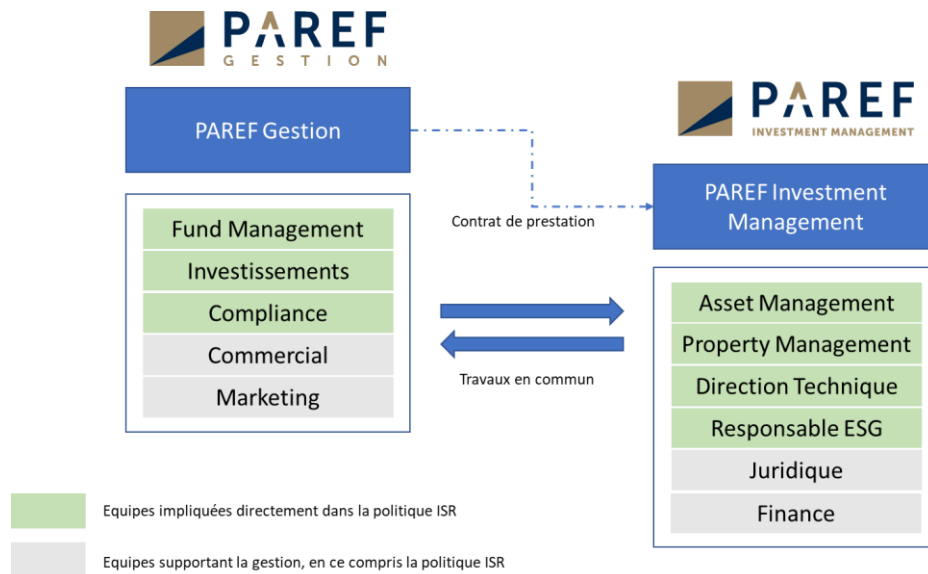 PAREF
GESTION
PAREF Gestion
Fund Management
Investissements
Compliance
Commercial
Marketing
Contrat de prestation
Travaux en commun
PAREF
INVESTMENT MANAGEMENT
PAREF Investment
Management
Asset Management
Property Management
Direction Technique
Responsable ESG
Juridique
Finance
Equipes impliquées directement dans la politique ISR
Equipes supportant la gestion, en ce compris la politique ISR